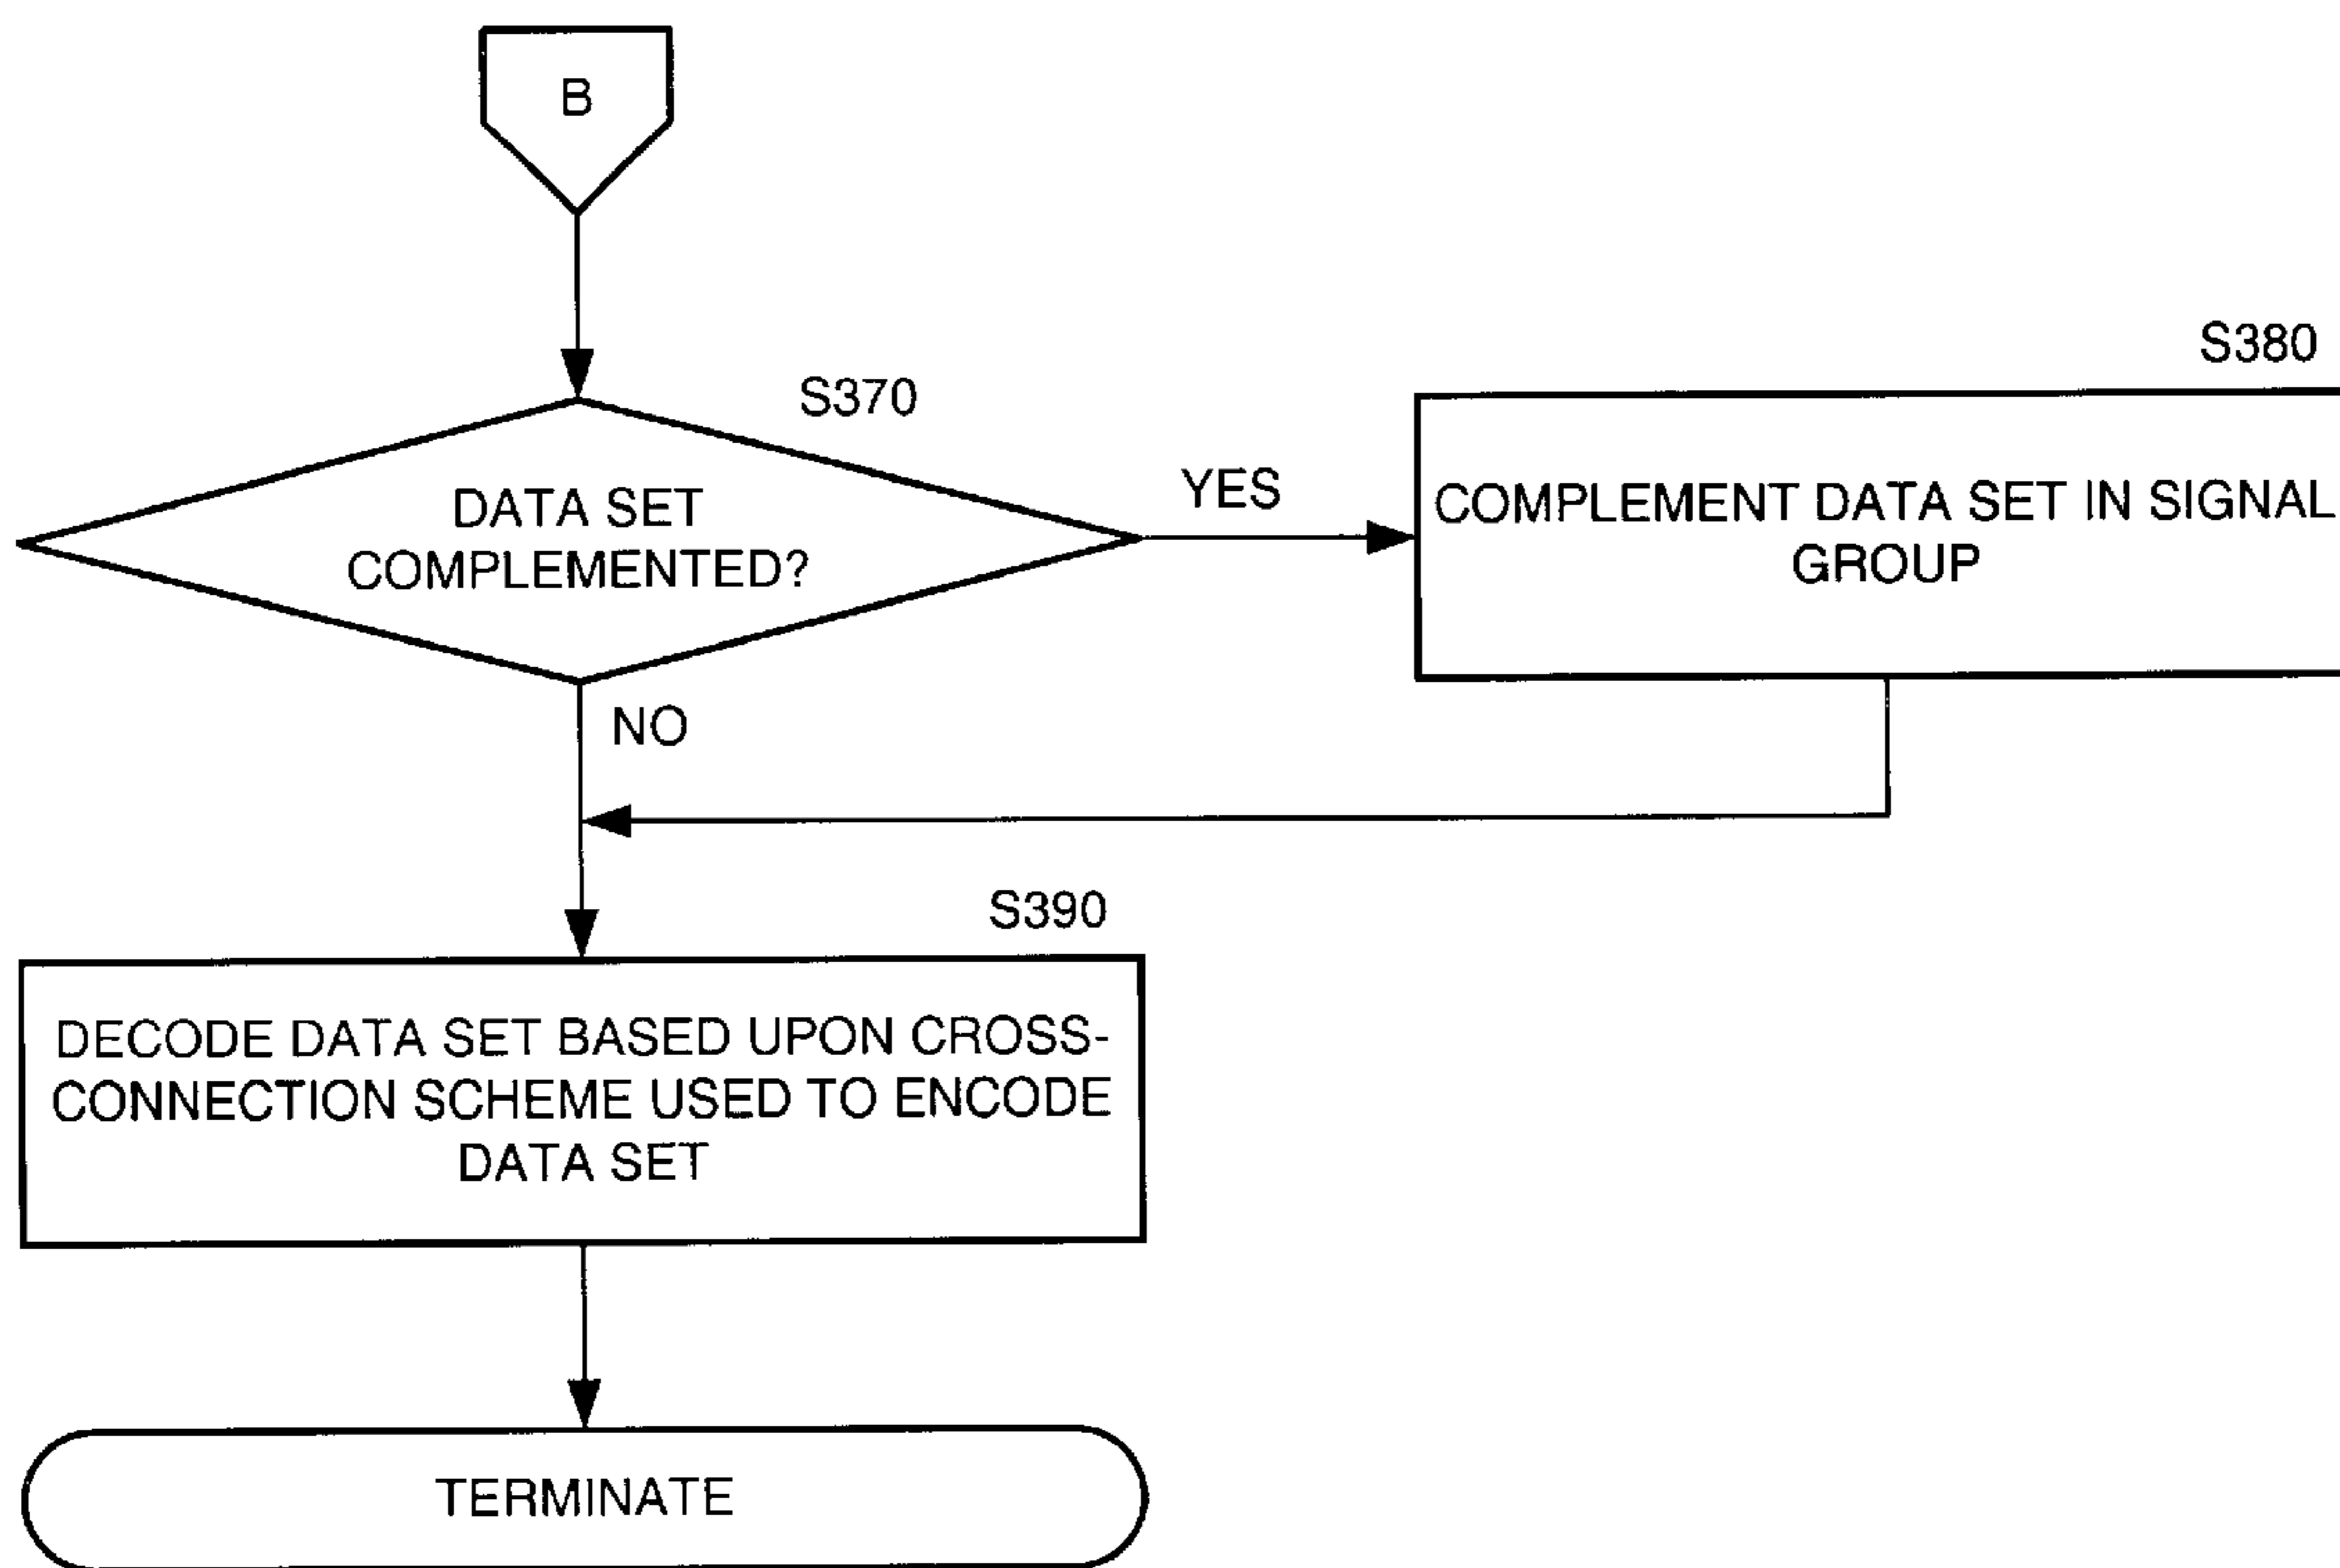 B
S370
DATA SET
COMPLEMENTED?
YES
S380
COMPLEMENT DATA SET IN SIGNAL
GROUP
NO
S390
DECODE DATA SET BASED UPON CROSS-
CONNECTION SCHEME USED TO ENCODE
DATA SET
TERMINATE